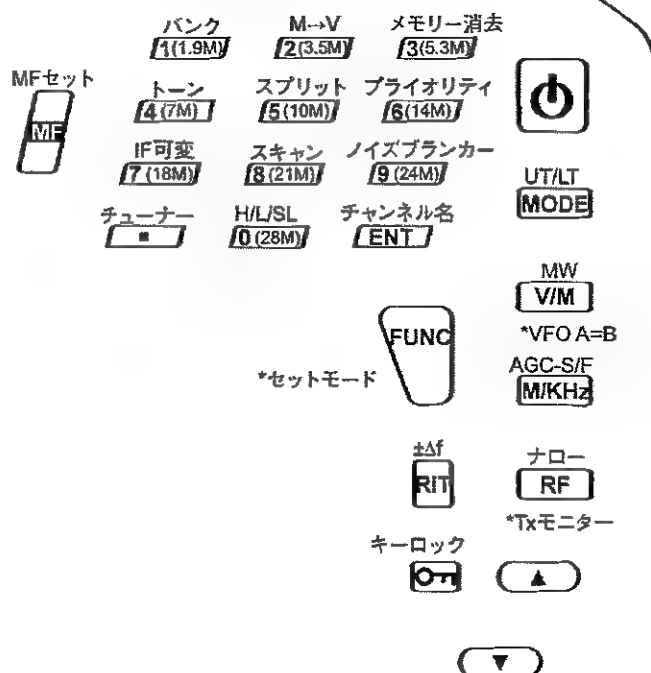 バンク M→V メモリー消去
1(1.9M) 2(3.5M) 3(5.3M)
MFセット
MF
トーン スプリット プライオリティ
4(7M) 5(10M) 6(14M)
IF可変 スキャン ノイズブランカー
7(18M) 8(21M) 9(24M)
UT/LT
MODE
チューナー H/L/SL チャンネル名
■ 0(28M) ENT
MW
V/M
*VFO A=B
FUNC
*セットモード
AGC-S/F
M/KHz
±Δf
RIT
ナロー
RF
*Txモニター
キーロック
▲
▼